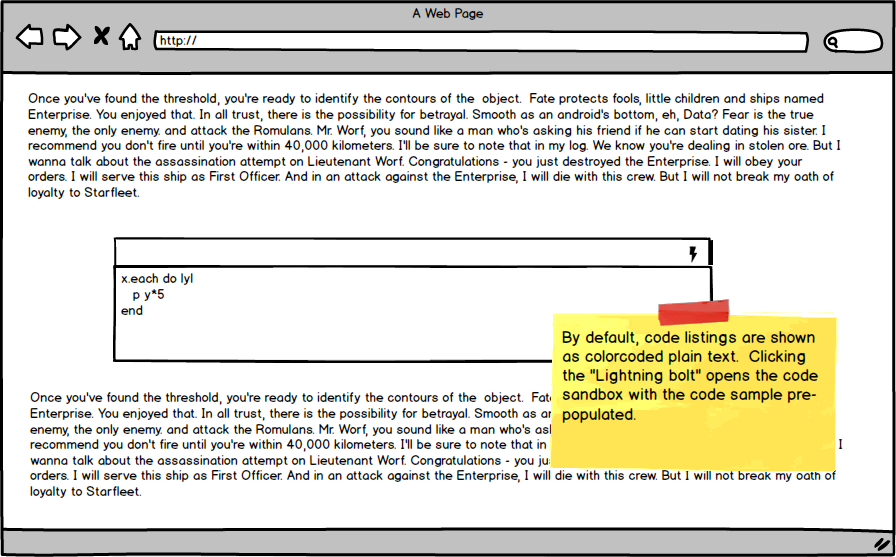 A Web Page
http://
Once you've found the threshold, you're ready to identify the contours of the object. Fate protects fools, little children and ships named
Enterprise. You enjoyed that. In all trust, there is the possibility for betrayal. Smooth as an android's bottom, eh, Data? Fear is the true
enemy, the only enemy. and attack the Romulans. Mr. Worf, you sound like a man who's asking his friend if he can start dating his sister. I
recommend you don't fire until you're within 40,000 kilometers. I'll be sure to note that in my log. We know you're dealing in stolen ore. But I
wanna talk about the assassination attempt on Lieutenant Worf. Congratulations - you just destroyed the Enterprise. I will obey your
orders. I will serve this ship as First Officer. And in an attack against the Enterprise, I will die with this crew. But I will not break my oath of
loyalty to Starfleet.
x.each do |y|
p y*5
end
By default, code listings are shown
as colorcoded plain text. Clicking
the "Lightning bolt" opens the code
sandbox with the code sample pre-
populated.
Once you've found the threshold, you're ready to identify the contours of the object.
Enterprise. You enjoyed that. In all trust, there is the possibility for betrayal. Smooth as
enemy, the only enemy. and attack the Romulans. Mr. Worf, you sound like a man who's
recommend you don't fire until you're within 40,000 kilometers. I'll be sure to note that in I
wanna talk about the assassination attempt on Lieutenant Worf. Congratulations - you
orders. I will serve this ship as First Officer. And in an attack against the Enterprise, I will die with this crew. But I will not break my oath of
loyalty to Starfleet.